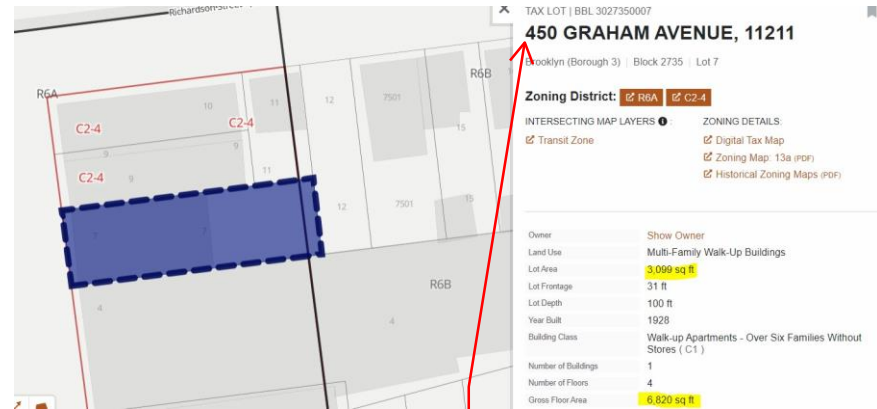 Richardson Street
R6A
R6B
10
11
12
7501
C2-4
C2-4
15
9
9
C2-4
9
11
12
7501
15
7
R6B
4
4
TAX LOT | BBL 3027350007
450 GRAHAM AVENUE, 11211
Brooklyn (Borough 3) | Block 2735 | Lot 7
Zoning District: R6A C2-4
INTERSECTING MAP LAYERS
Transit Zone
ZONING DETAILS:
Digital Tax Map
Zoning Map: 13a (PDF)
Historical Zoning Maps (PDF)
Owner Show Owner
Land Use Multi-Family Walk-Up Buildings
Lot Area 3,099 sq ft
Lot Frontage 31 ft
Lot Depth 100 ft
Year Built 1928
Building Class Walk-up Apartments - Over Six Families Without
Stores ( C1 )
Number of Buildings 1
Number of Floors 4
Gross Floor Area 6,820 sq ft